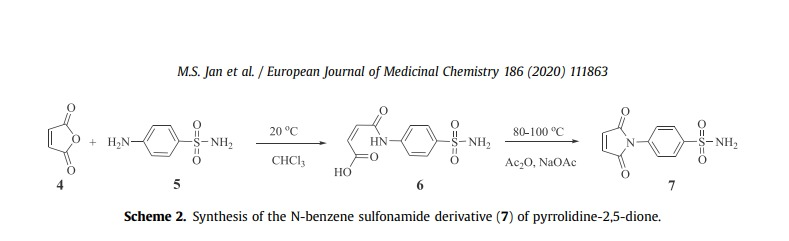 M.S. Jan et al. / European Journal of Medicinal Chemistry 186 (2020) 111863
O
O
O
4
+
H₂N
O
S
O
NH₂
5
20 °C
CHCl₃
O
HN
O
HO
O
S
O
NH₂
6
80-100 °C
Ac₂O, NaOAc
O
N
O
O
S
O
NH₂
7
Scheme 2. Synthesis of the N-benzene sulfonamide derivative (7) of pyrrolidine-2,5-dione.